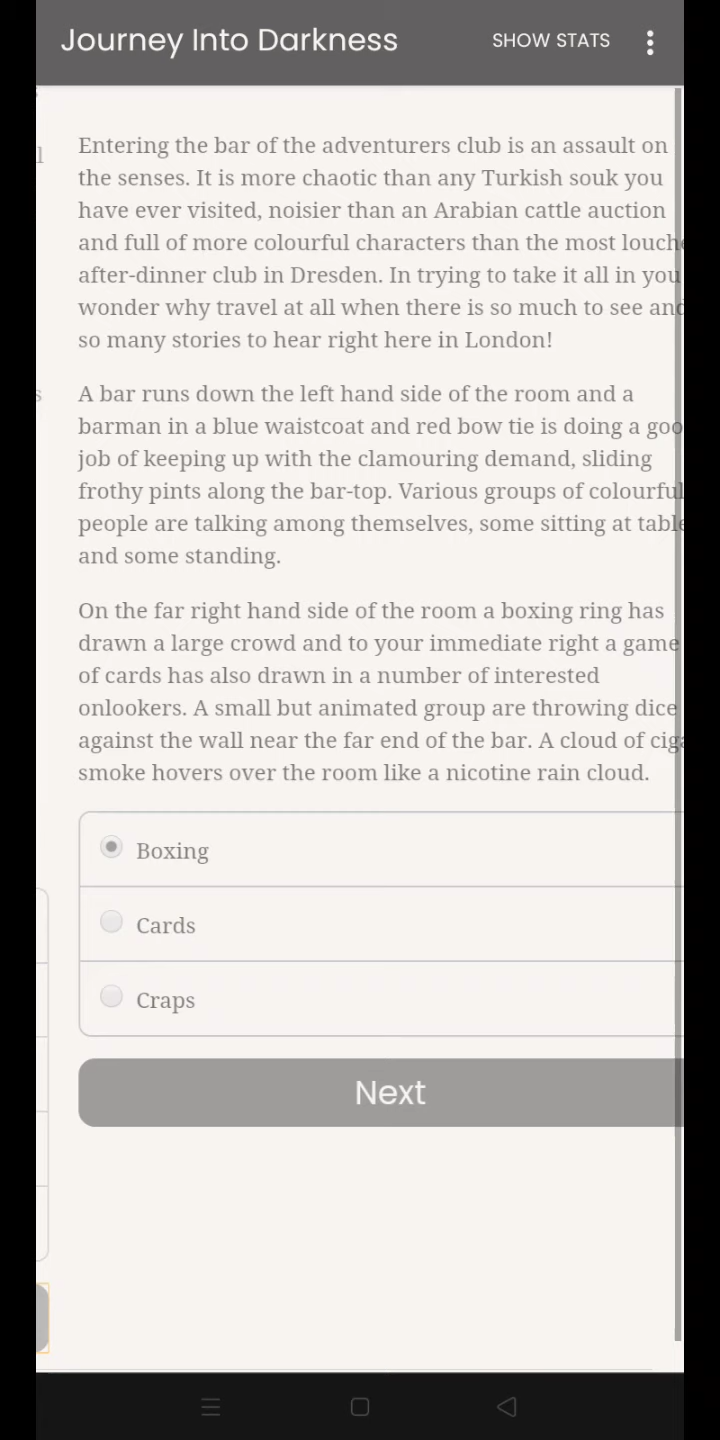 Journey Into Darkness SHOW STATS
Entering the bar of the adventurers club is an assault on
the senses. It is more chaotic than any Turkish souk you
have ever visited, noisier than an Arabian cattle auction
and full of more colourful characters than the most louche
after-dinner club in Dresden. In trying to take it all in you
wonder why travel at all when there is so much to see and
so many stories to hear right here in London!
A bar runs down the left hand side of the room and a
barman in a blue waistcoat and red bow tie is doing a goo
job of keeping up with the clamouring demand, sliding
frothy pints along the bar-top. Various groups of colourful
people are talking among themselves, some sitting at table
and some standing.
On the far right hand side of the room a boxing ring has
drawn a large crowd and to your immediate right a game
of cards has also drawn in a number of interested
onlookers. A small but animated group are throwing dice
against the wall near the far end of the bar. A cloud of ciga
smoke hovers over the room like a nicotine rain cloud.
Boxing
Cards
Craps
Next